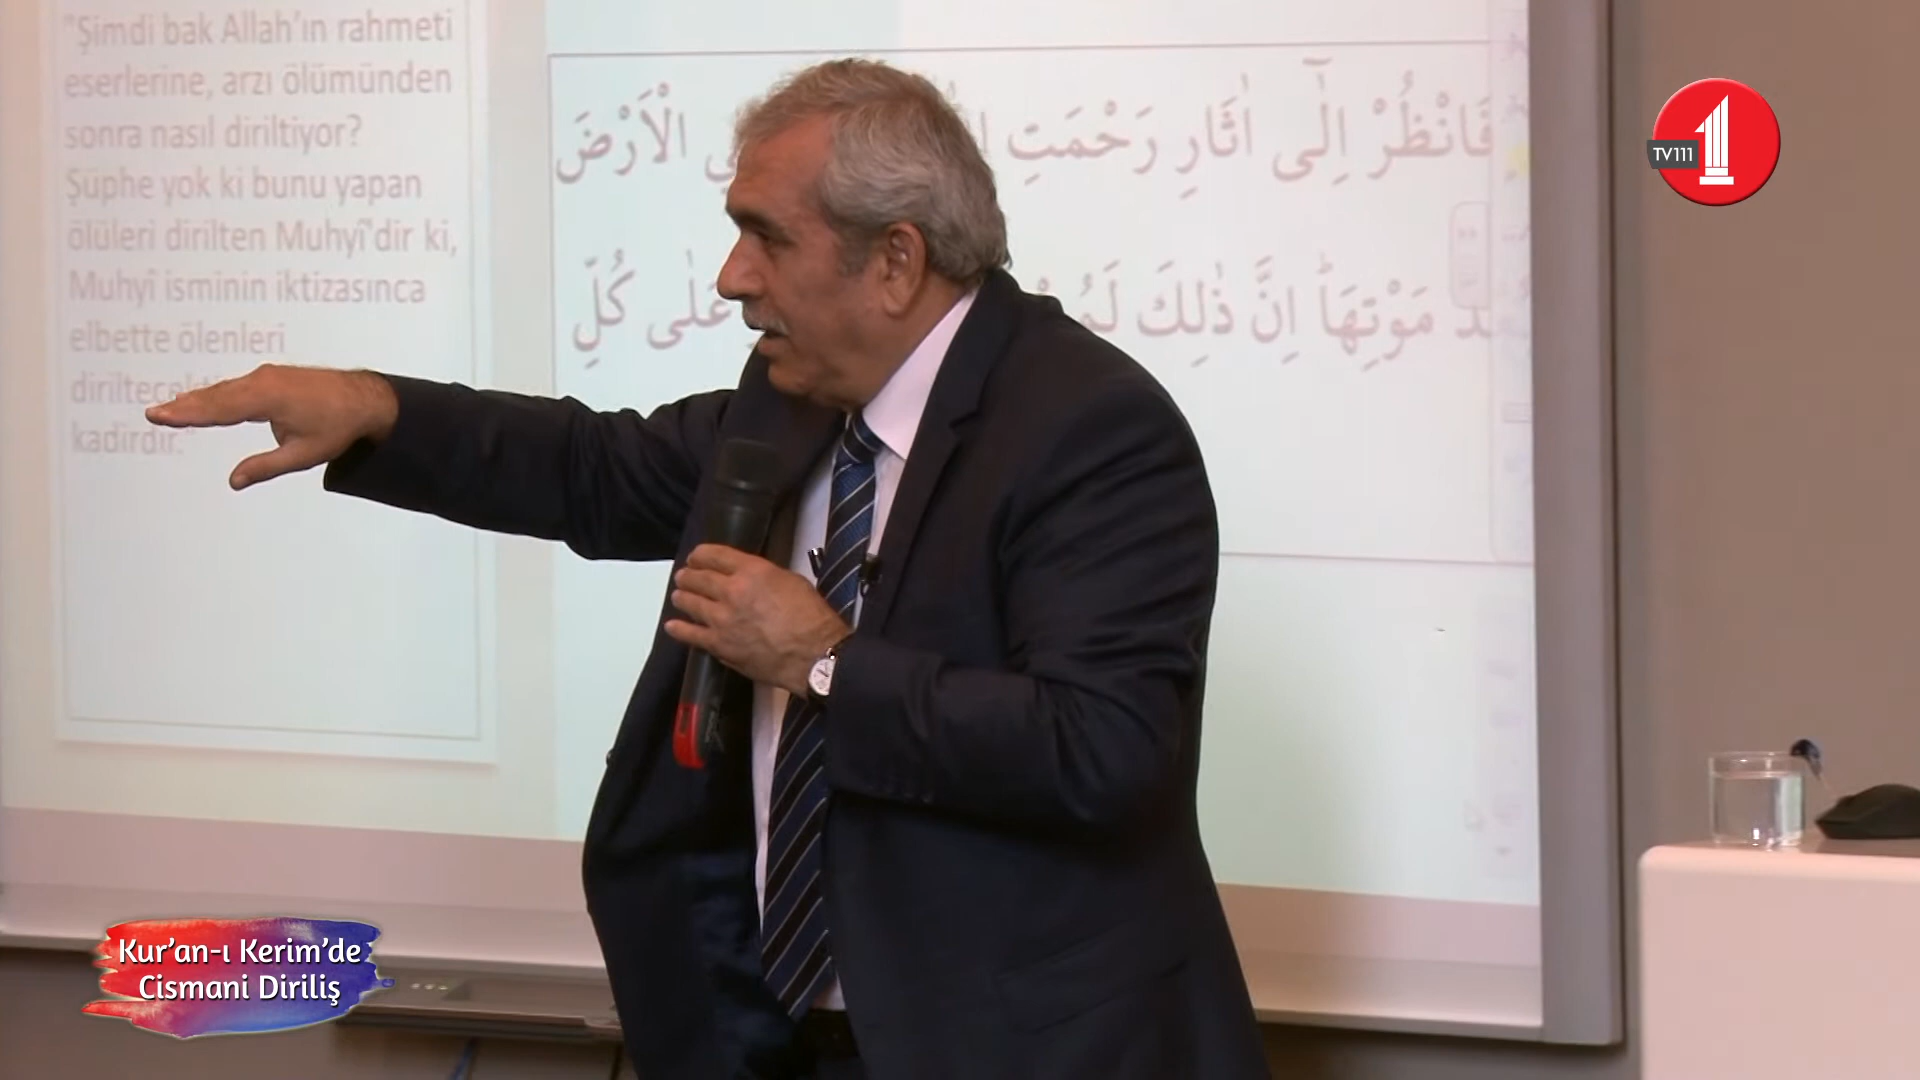 "Şimdi bak Allah'ın rahmeti
eserlerine, arzı ölümünden
sonra nasıl diriltiyor?
Şüphe yok ki bunu yapan
ölüleri dirilten Muhyî'dir ki,
Muhyî isminin iktizasınca
elbette ölenleri
kadirdir."
فَانْظُرْ اِلٰٓى اٰثَارِ رَحْمَتِ الْاَرْضَ
مَوْتِهَاۜ اِنَّ ذٰلِكَ عَلٰى كُلِّ
TV111
1
Kur'an-ı Kerim'de
Cismani Diriliş